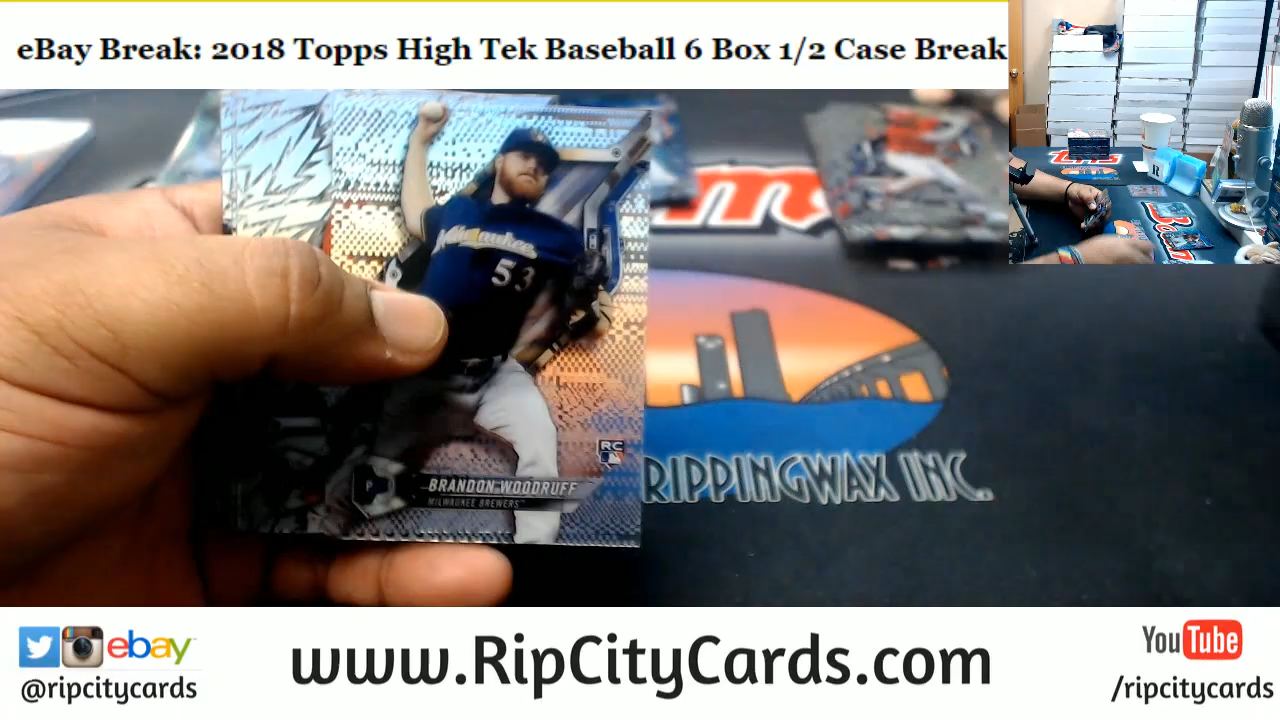 eBay Break: 2018 Topps High Tek Baseball 6 Box 1/2 Case Break
Milwaukee
53
RC
P
BRANDON WOODRUFF
MILWAUKEE BREWERS
RIPPINGWAX INC.
ebay
@ripcitycards
www.RipCityCards.com
YouTube
/ripcitycards